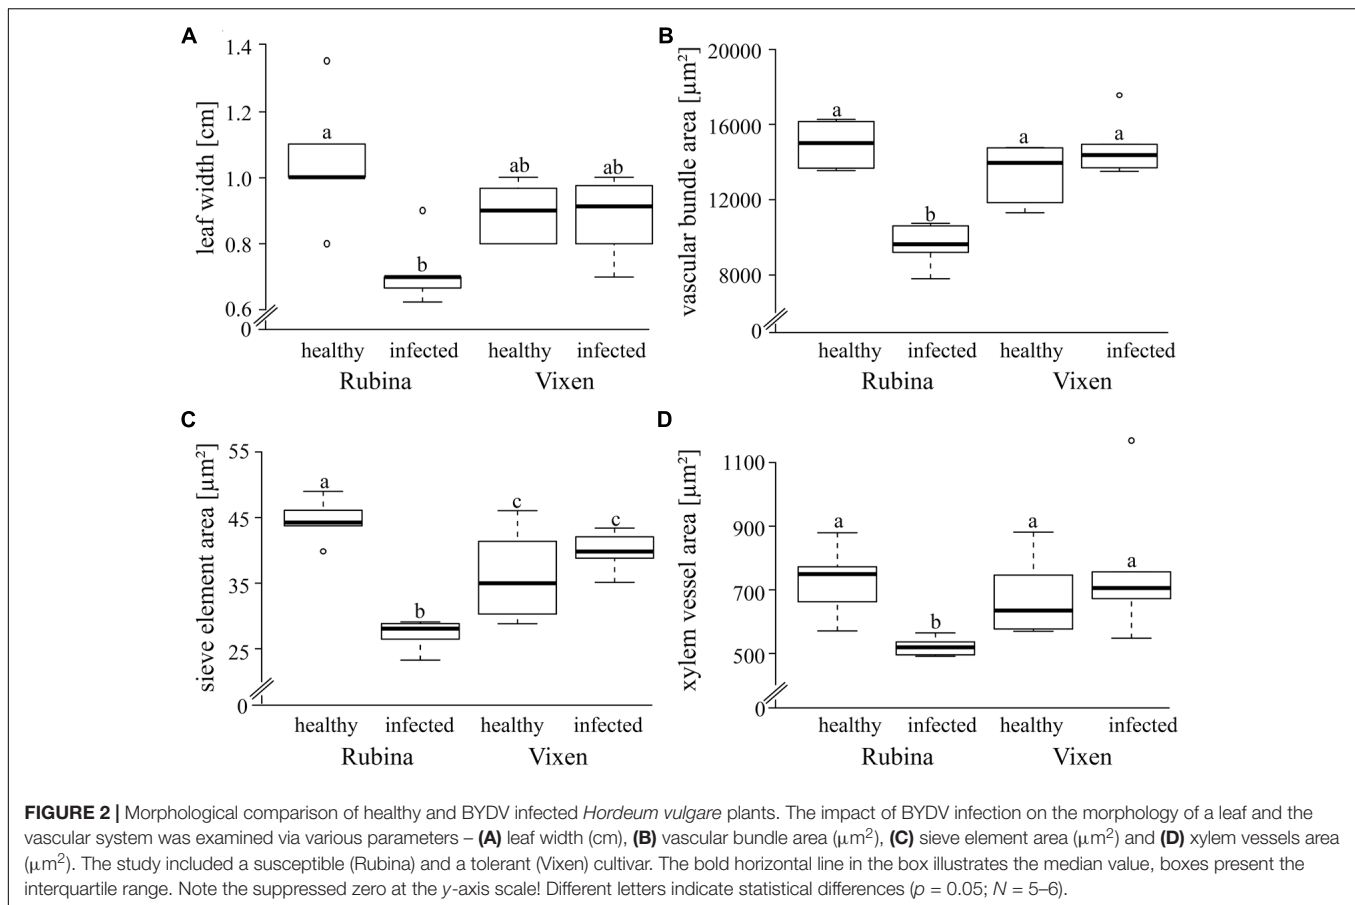 A
1.4
1.2
1.0
0.8
0.6
0
leaf width [cm]
a
b
ab
ab
healthy
infected
healthy
infected
Rubina
Vixen
B
20000
16000
12000
8000
0
vascular bundle area [μm²]
a
b
a
a
healthy
infected
healthy
infected
Rubina
Vixen
C
55
45
35
25
0
sieve element area [μm²]
a
b
c
c
healthy
infected
healthy
infected
Rubina
Vixen
D
1100
900
700
500
0
xylem vessel area [μm²]
a
b
a
a
healthy
infected
healthy
infected
Rubina
Vixen
FIGURE 2 | Morphological comparison of healthy and BYDV infected Hordeum vulgare plants. The impact of BYDV infection on the morphology of a leaf and the
vascular system was examined via various parameters – (A) leaf width (cm), (B) vascular bundle area (μm²), (C) sieve element area (μm²) and (D) xylem vessels area
(μm²). The study included a susceptible (Rubina) and a tolerant (Vixen) cultivar. The bold horizontal line in the box illustrates the median value, boxes present the
interquartile range. Note the suppressed zero at the y-axis scale! Different letters indicate statistical differences (p = 0.05; N = 5–6).